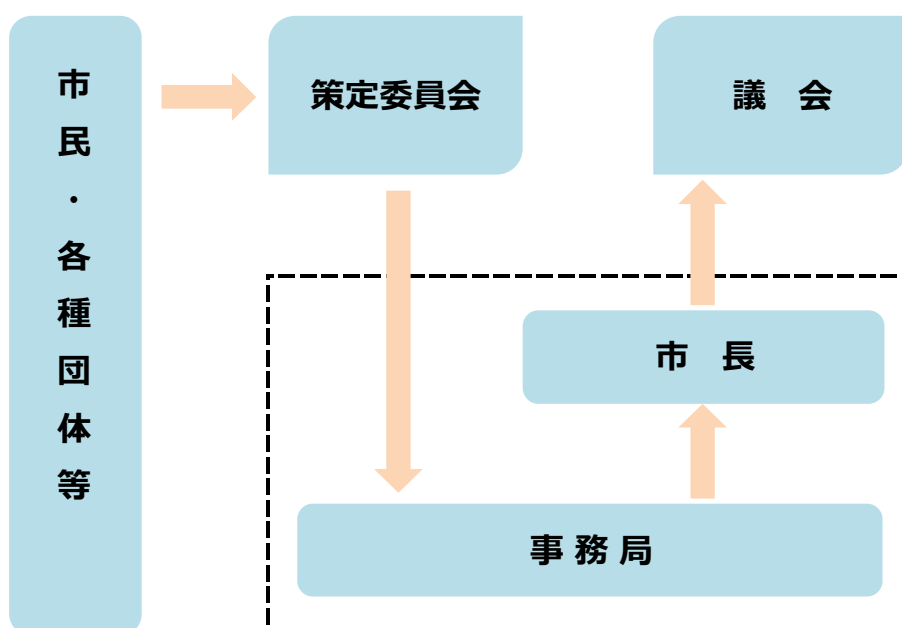 市民・各種団体等
策定委員会
議　会
市　長
事 務 局